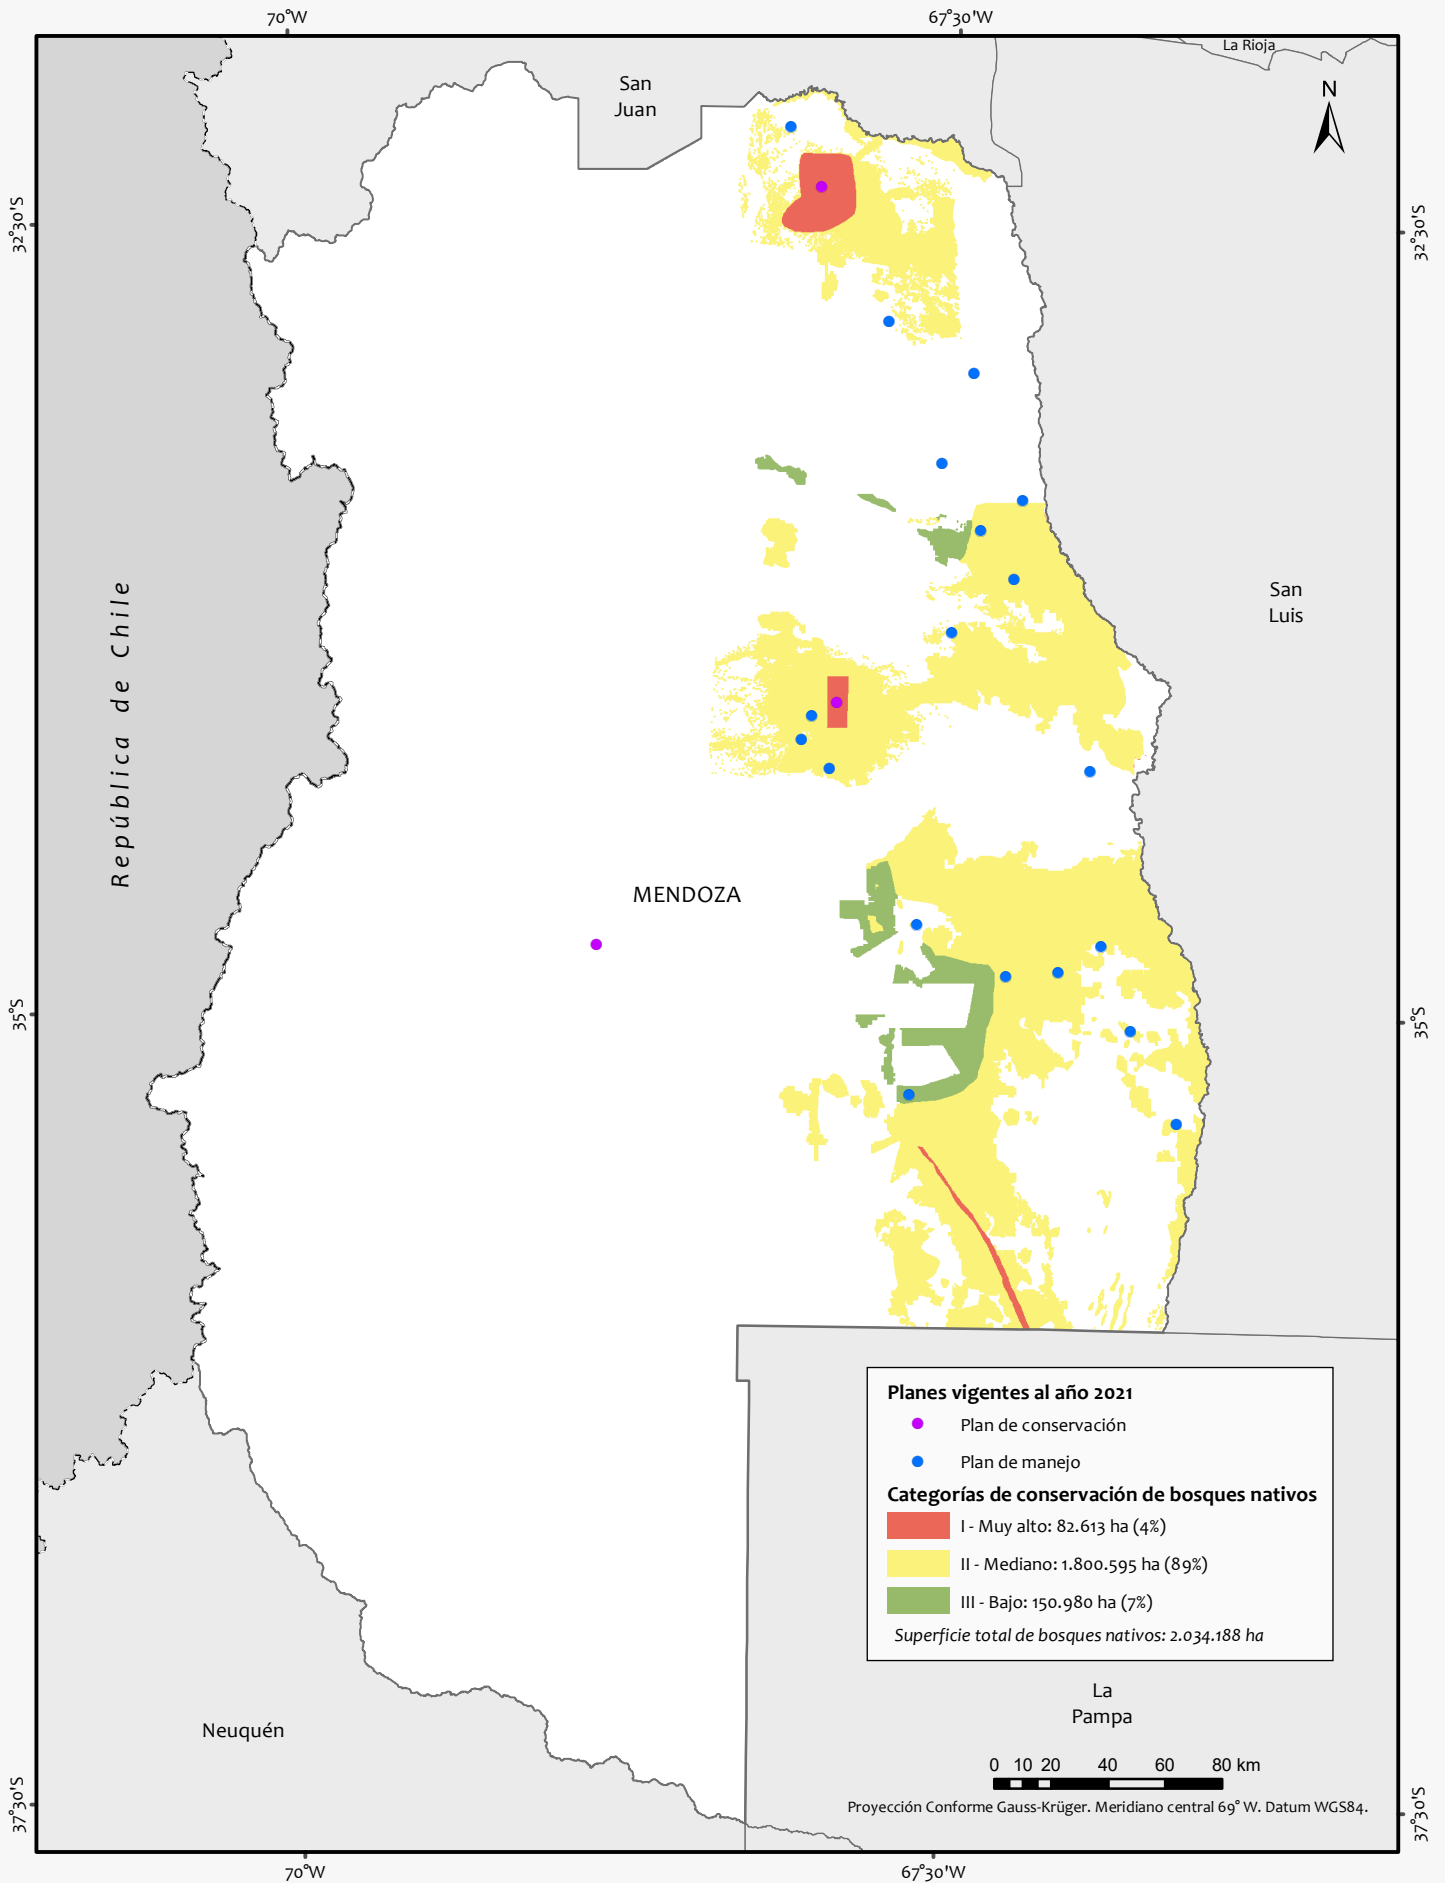 70°W
67°30'W
La Rioja
San
Juan
N
32°30'S
32°30'S
República de Chile
San
Luis
MENDOZA
35°S
35°S
Planes vigentes al año 2021
Plan de conservación
Plan de manejo
Categorías de conservación de bosques nativos
I - Muy alto: 82.613 ha (4%)
II - Mediano: 1.800.595 ha (89%)
III - Bajo: 150.980 ha (7%)
Superficie total de bosques nativos: 2.034.188 ha
La
Pampa
Neuquén
0 10 20 40 60 80 km
Proyección Conforme Gauss-Krüger. Meridiano central 69° W. Datum WGS84.
37°30'S
37°30'S
70°W
67°30'W